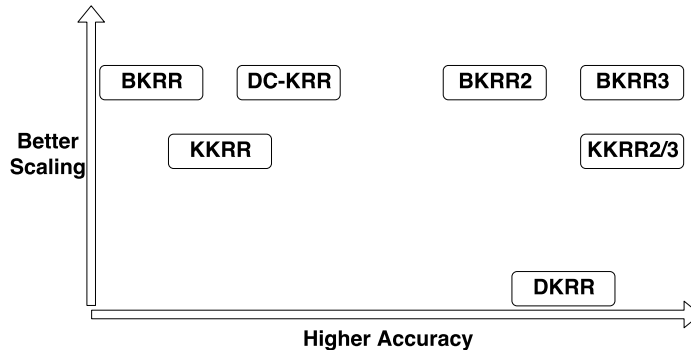 BKRR
DC-KRR
BKRR2
BKRR3
Better
Scaling
KKRR
KKRR2/3
DKRR
Higher Accuracy